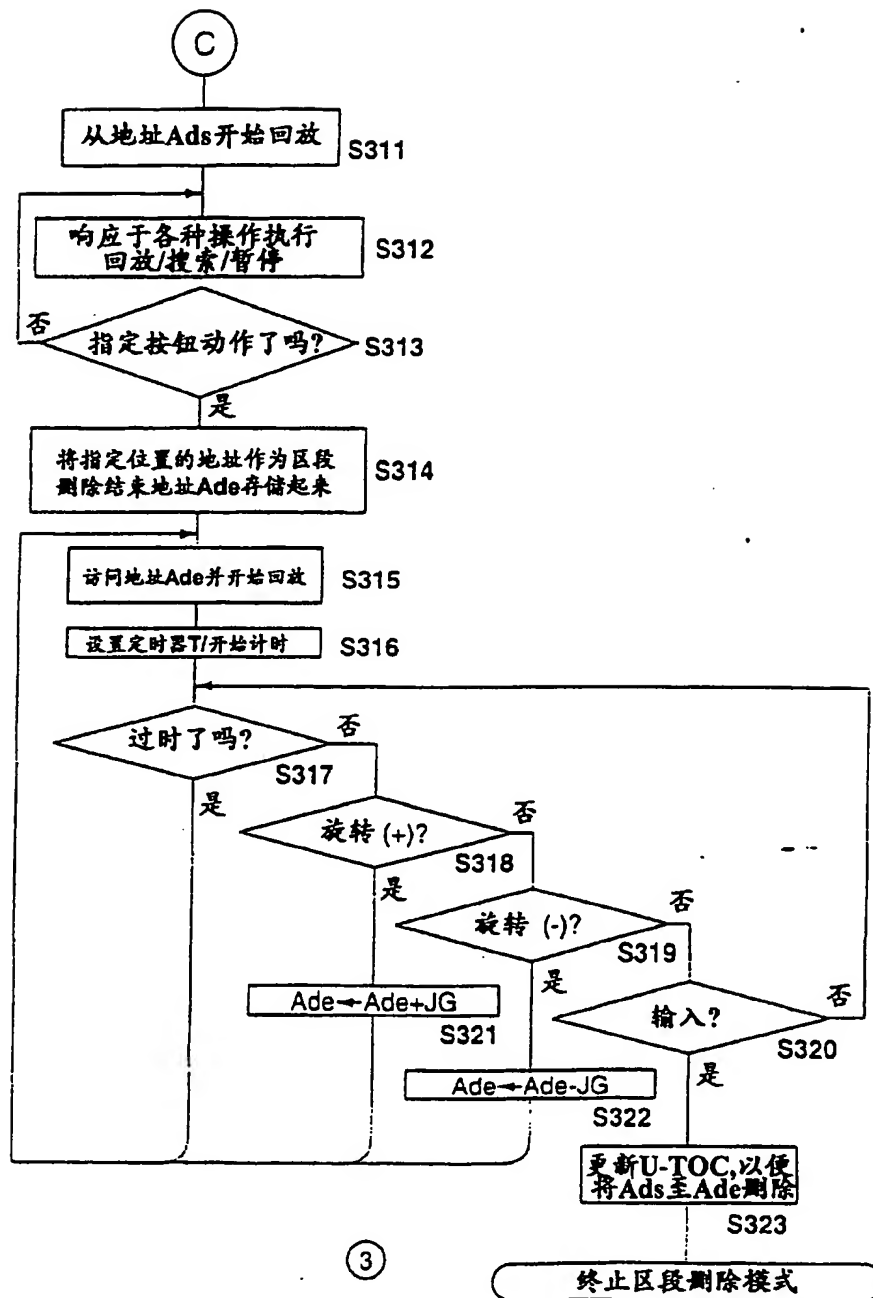 C
从地址Ads开始回放
S311
响应于各种操作执行
回放/搜索/暂停
S312
否
指定按钮动作了吗?
S313
是
将指定位置的地址作为区段
删除结束地址Ade存储起来
S314
访问地址Ade并开始回放
S315
设置定时器T/开始计时
S316
过时了吗?
否
S317
是
旋转 (+)?
否
S318
是
旋转 (-)?
否
S319
是
Ade←Ade+JG
S321
输入?
否
S320
是
Ade←Ade-JG
S322
更新U-TOC,以便
将Ads至Ade删除
S323
3
终止区段删除模式